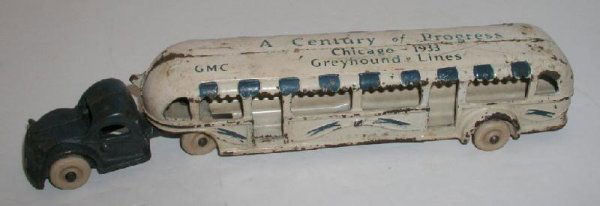 A Century of Progress
Chicago - 1933
GMC
Greyhound - Lines